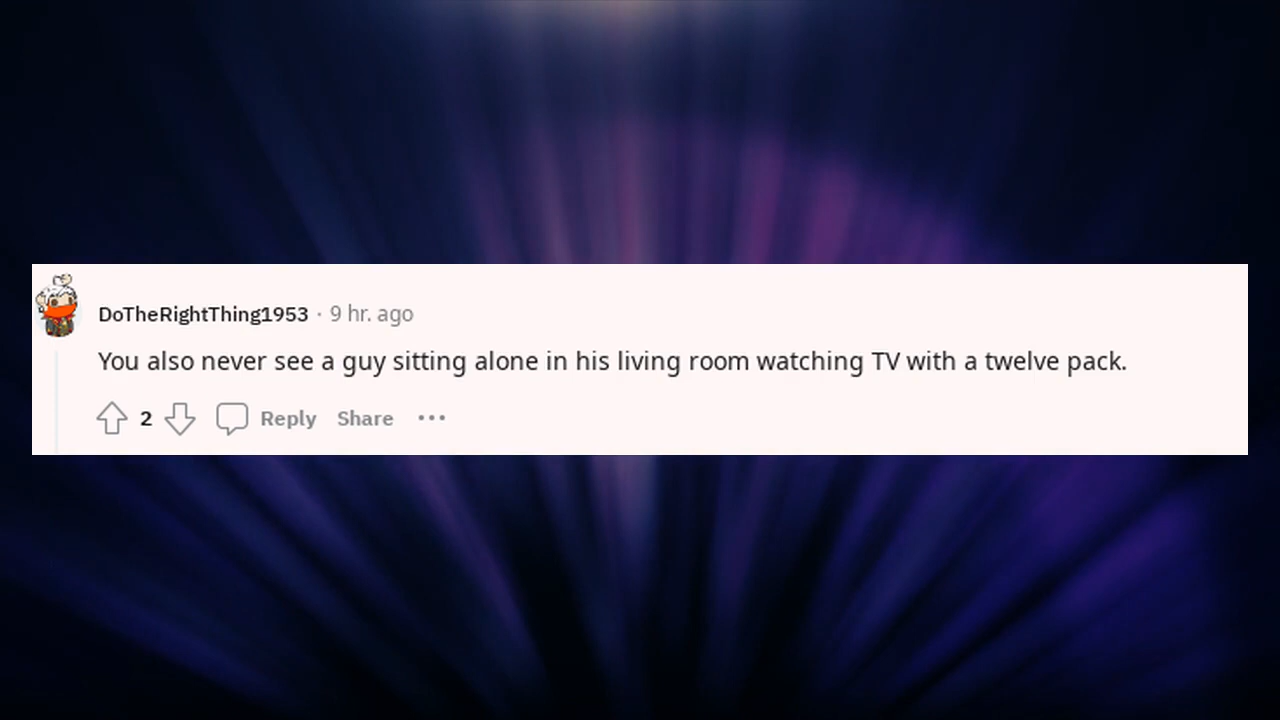 DoTheRightThing1953 · 9 hr. ago
You also never see a guy sitting alone in his living room watching TV with a twelve pack.
2 Reply Share ···